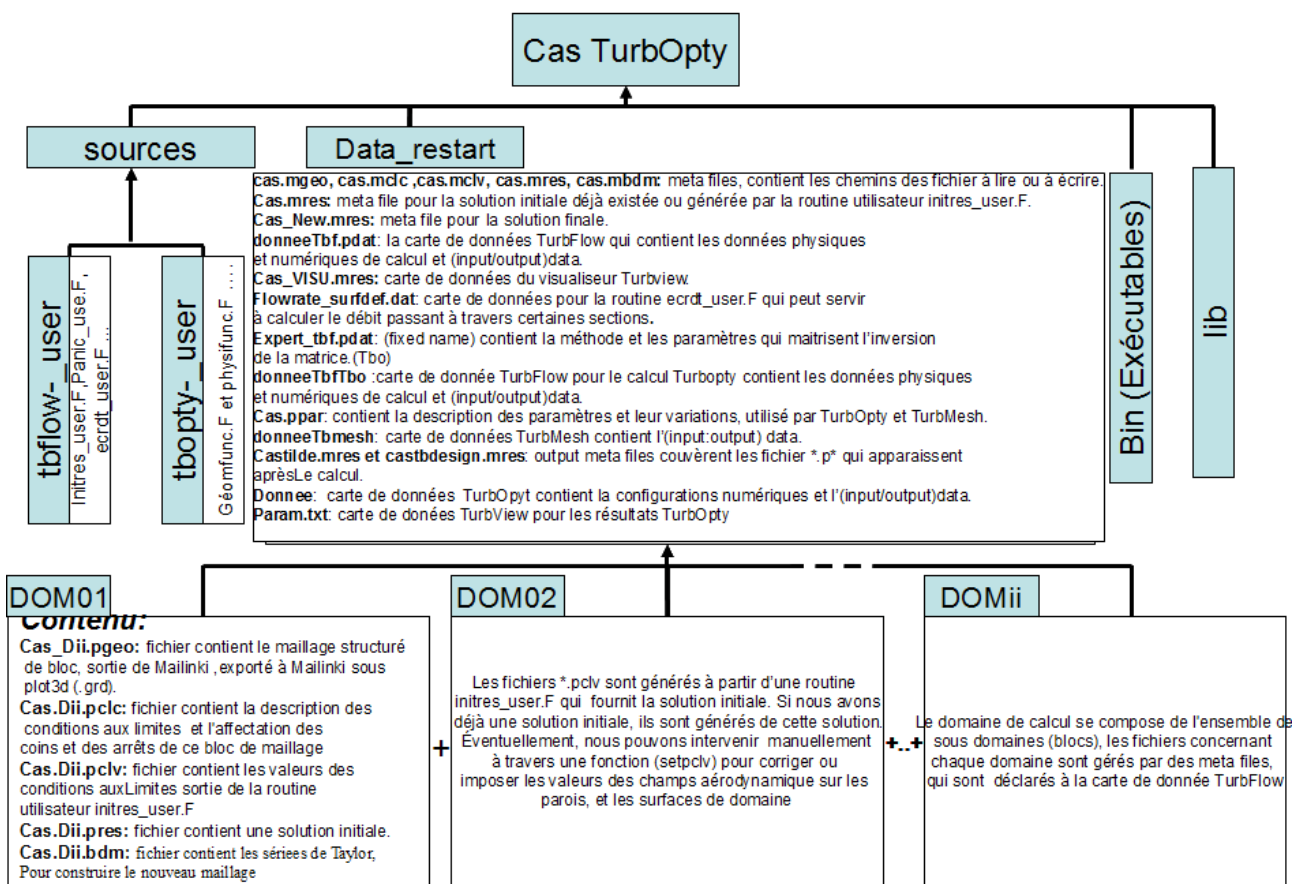 Cas TurbOpty
sources
Data_restart
cas.mgeo, cas.mclc ,cas.mclv, cas.mres, cas.mbdm: meta files, contient les chemins des fichier à lire ou à écrire.
Cas.mres: meta file pour la solution initiale déjà existée ou générée par la routine utilisateur initres_user.F.
Cas_New.mres: meta file pour la solution finale.
donneeTbf.pdat: la carte de données TurbFlow qui contient les données physiques
et numériques de calcul et (input/output)data.
Cas_VISU.mres: carte de données du visualiseur Turbview.
Flowrate_surfdef.dat: carte de données pour la routine ecrdt_user.F qui peut servir
à calculer le débit passant à travers certaines sections.
Expert_tbf.pdat: (fixed name) contient la méthode et les paramètres qui maitrisent l'inversion
de la matrice.(Tbo)
donneeTbfTbo :carte de donnée TurbFlow pour le calcul Turbopty contient les données physiques
et numériques de calcul et (input/output)data.
Cas.ppar: contient la description des paramètres et leur variations, utilisé par TurbOpty et TurbMesh.
donneeTbmesh: carte de données TurbMesh contient l'(input:output) data.
Castilde.mres et castbdesign.mres: output meta files couvèrent les fichier *.p* qui apparaissent
aprèsLe calcul.
Donnee: carte de données TurbOpyt contient la configurations numériques et l'(input/output)data.
Param.txt: carte de donées TurbView pour les résultats TurbOpty
tbflow-_user
Initres_user.F ,Panic_use.F,
ecrdt_user.F ...
tbopty-_user
Géomfunc.F et physifunc.F ....
Bin (Exécutables)
lib
DOM01
Contenu:
Cas_Dii.pgeo: fichier contient le maillage structuré
de bloc, sortie de Mailinki ,exporté à Mailinki sous
plot3d (.grd).
Cas.Dii.pclc: fichier contient la description des
conditions aux limites et l'affectation des
coins et des arrêts de ce bloc de maillage
Cas.Dii.pclv: fichier contient les valeurs des
conditions auxLimites sortie de la routine
utilisateur initres_user.F
Cas.Dii.pres: fichier contient une solution initiale.
Cas.Dii.bdm: fichier contient les sériees de Taylor,
Pour construire le nouveau maillage
+
DOM02
Les fichiers *.pclv sont générés à partir d'une routine
initres_user.F qui fournit la solution initiale. Si nous avons
déjà une solution initiale, ils sont générés de cette solution.
Éventuellement, nous pouvons intervenir manuellement
à travers une fonction (setpclv) pour corriger ou
imposer les valeurs des champs aérodynamique sur les
parois, et les surfaces de domaine
+..+
DOMii
Le domaine de calcul se compose de l'ensemble de
sous domaines (blocs), les fichiers concernant
chaque domaine sont gérés par des meta files,
qui sont déclarés à la carte de donnée TurbFlow